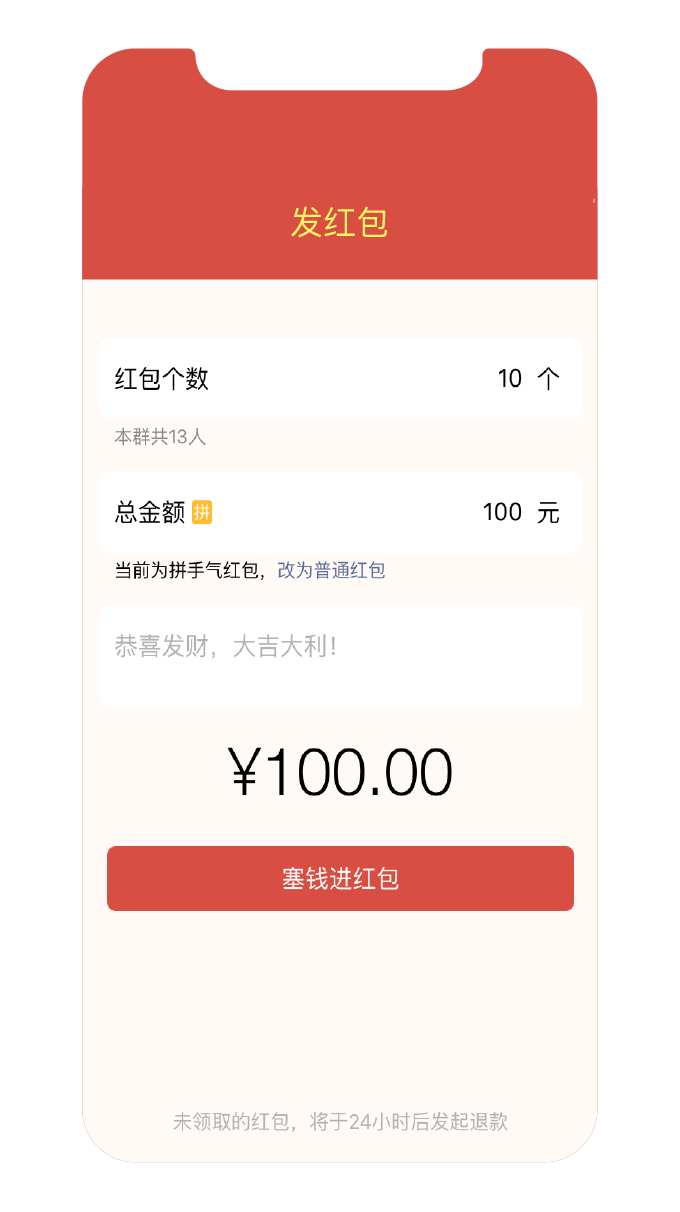 发红包
红包个数 10 个
本群共13人
总金额 拼 100 元
当前为拼手气红包，改为普通红包
恭喜发财，大吉大利！
¥100.00
塞钱进红包
未领取的红包，将于24小时后发起退款